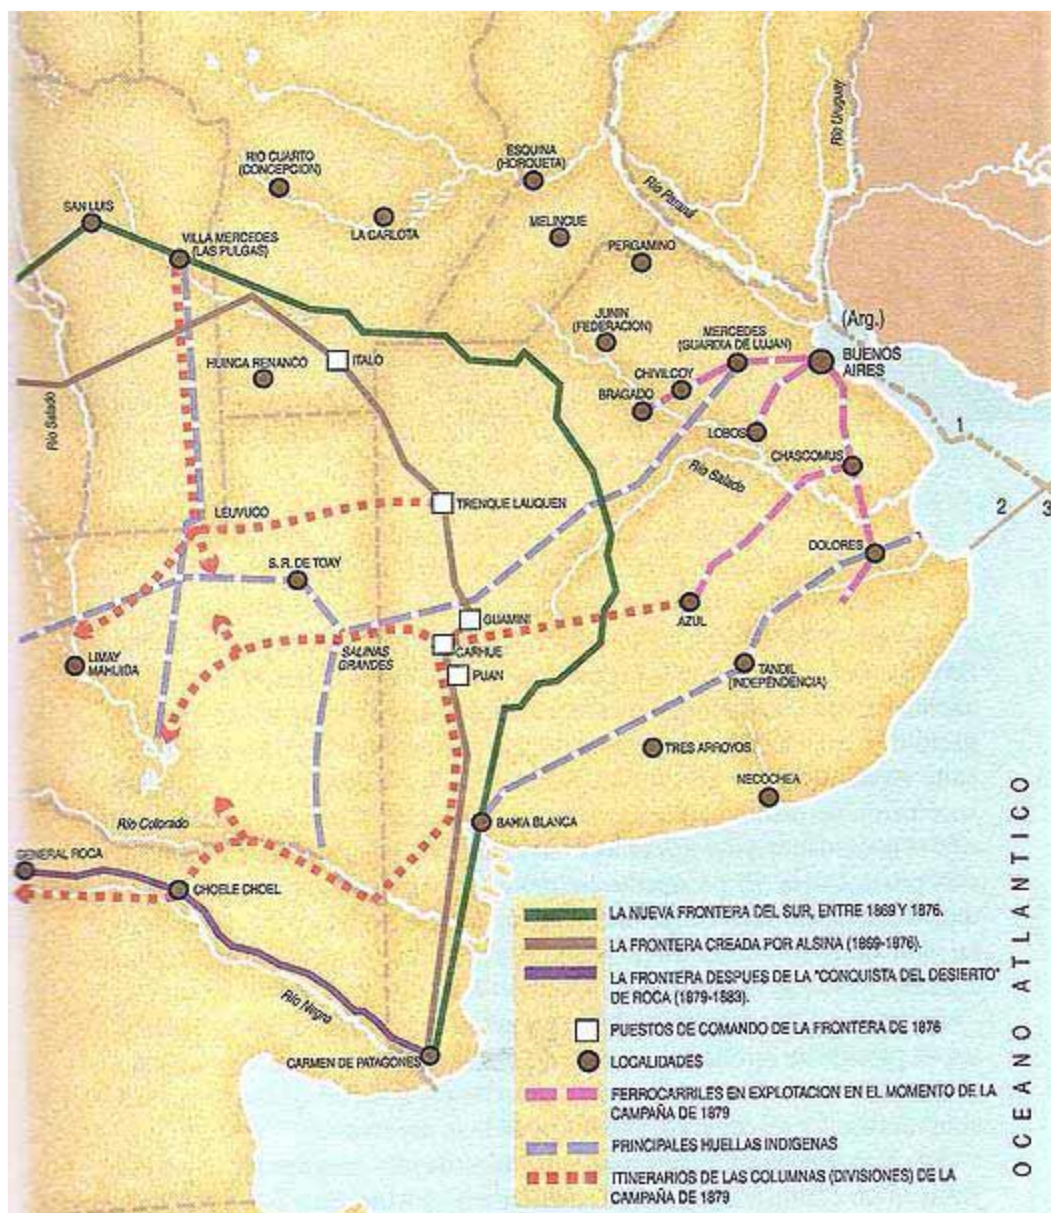 Río Uruguay
ESQUINA
(HORQUETA)
RIO CUARTO
(CONCEPCION)
Río Paraná
SAN LUIS
LA CARLOTA
MELINCUE
VILLA MERCEDES
(LAS PULGAS)
PERGAMINO
JUNIN
(FEDERACION)
MERCEDES
(GUARDIA DE LUJAN)
(Arg.)
BUENOS
AIRES
HUINCA RENANCO
ITALO
CHIVILCOY
BRAGADO
Río Salado
LOBOS
1
CHASCOMUS
Río Salado
TRENQUE LAUQUEN
LEUVUCO
2
3
DOLORES
S. R. DE TOAY
GUAMINI
AZUL
SALINAS
GRANDES
CARHUE
LIMAY
MAHUIDA
PUAN
TANDIL
(INDEPENDENCIA)
TRES ARROYOS
NECOCHEA
Río Colorado
BAHIA BLANCA
GENERAL ROCA
CHOELE CHOEL
Río Negro
CARMEN DE PATAGONES
OCEANO ATLANTICO
LA NUEVA FRONTERA DEL SUR, ENTRE 1869 Y 1876.
LA FRONTERA CREADA POR ALSINA (1869-1876).
LA FRONTERA DESPUES DE LA "CONQUISTA DEL DESIERTO"
DE ROCA (1879-1883).
PUESTOS DE COMANDO DE LA FRONTERA DE 1876
LOCALIDADES
FERROCARRILES EN EXPLOTACION EN EL MOMENTO DE LA
CAMPAÑA DE 1879
PRINCIPALES HUELLAS INDIGENAS
ITINERARIOS DE LAS COLUMNAS (DIVISIONES) DE LA
CAMPAÑA DE 1879